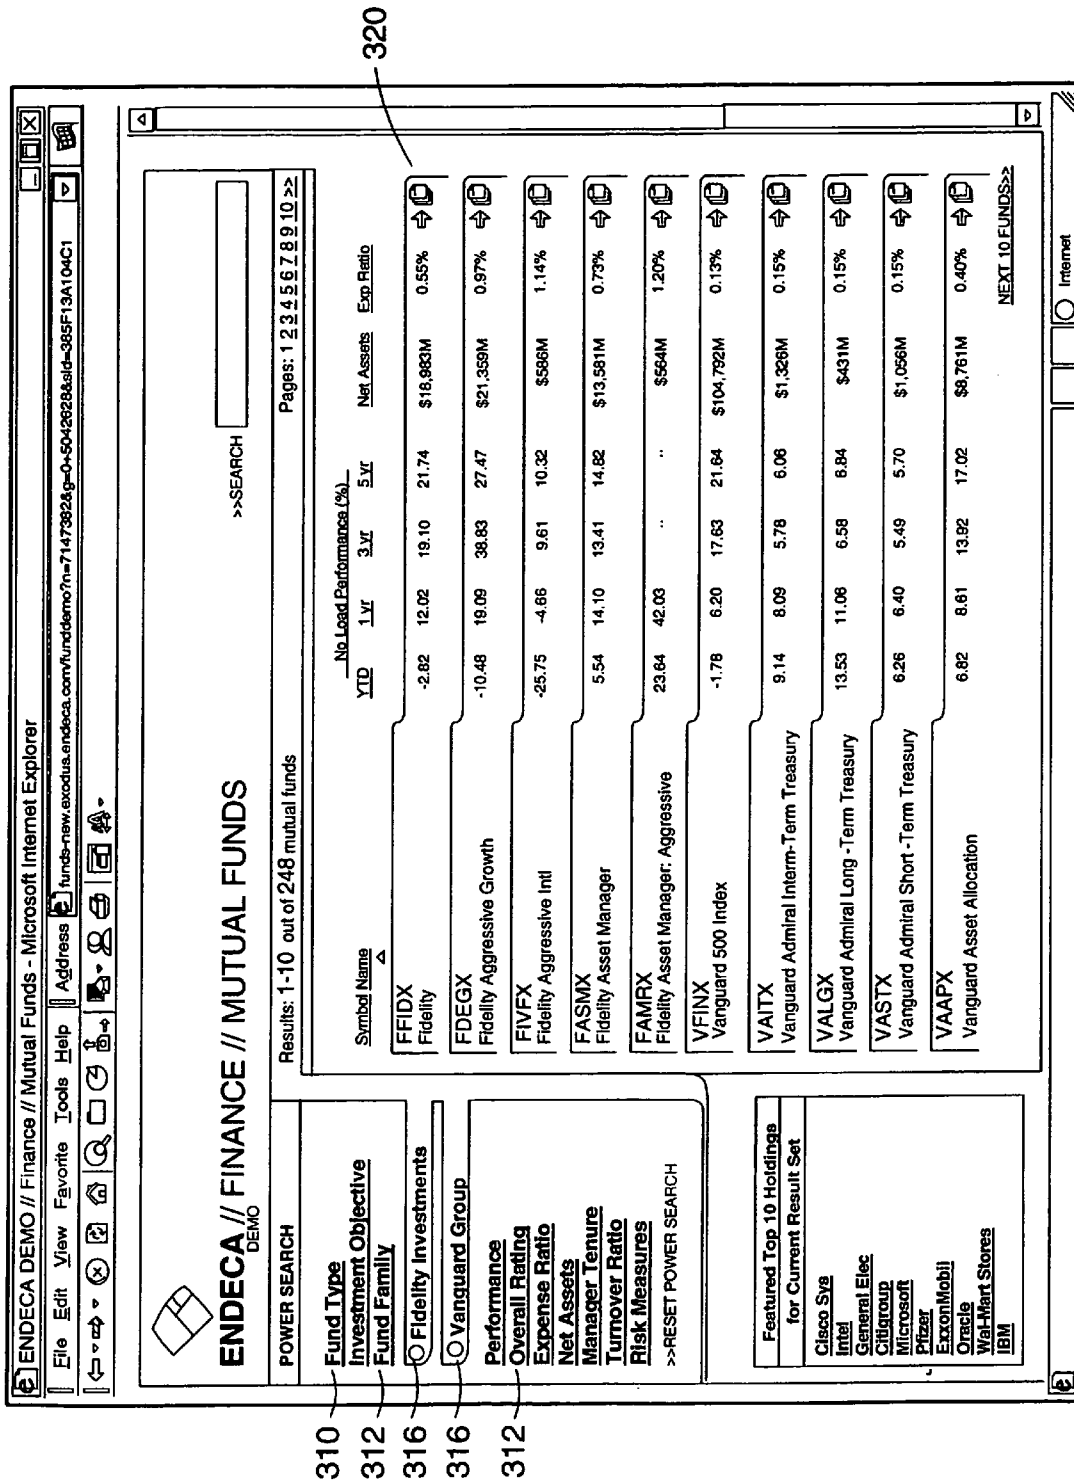 ENDECA DEMO // Finance // Mutual Funds - Microsoft Internet Explorer
File Edit View Favorite Tools Help
Address funds-new.exodus.endeca.com/funddemo?n=7147382&g=0+5042628&sid=385F13A104C1
ENDECA // FINANCE // MUTUAL FUNDS
DEMO
>>SEARCH
POWER SEARCH
Results: 1-10 out of 248 mutual funds
Pages: 1 2 3 4 5 6 7 8 9 10 >>
310
Fund Type
Investment Objective
312
Fund Family
316
Fidelity Investments
316
Vanguard Group
Performance
312
Overall Rating
Expense Ratio
Net Assets
Manager Tenure
Turnover Ratio
Risk Measures
>>RESET POWER SEARCH
Featured Top 10 Holdings
for Current Result Set
Cisco Sys
Intel
General Elec
Citigroup
Microsoft
Pfizer
ExxonMobil
Oracle
Wal-Mart Stores
IBM
No Load Performance (%)
Symbol Name YTD 1 yr 3 yr 5 yr Net Assets Exp Ratio
320
FFIDX
Fidelity -2.82 12.02 19.10 21.74 $18,983M 0.55%
FDEGX
Fidelity Aggressive Growth -10.48 19.09 38.83 27.47 $21,359M 0.97%
FIVFX
Fidelity Aggressive Intl -25.75 -4.66 9.61 10.32 $586M 1.14%
FASMX
Fidelity Asset Manager 5.54 14.10 13.41 14.82 $13,581M 0.73%
FAMRX
Fidelity Asset Manager: Aggressive 23.64 42.03 .. .. $564M 1.20%
VFINX
Vanguard 500 Index -1.78 6.20 17.63 21.64 $104,792M 0.13%
VAITX
Vanguard Admiral Interm-Term Treasury 9.14 8.09 5.78 6.06 $1,326M 0.15%
VALGX
Vanguard Admiral Long -Term Treasury 13.53 11.06 6.58 8.84 $431M 0.15%
VASTX
Vanguard Admiral Short -Term Treasury 6.26 6.40 5.49 5.70 $1,056M 0.15%
VAAPX
Vanguard Asset Allocation 6.82 8.61 13.92 17.02 $8,761M 0.40%
NEXT 10 FUNDS>>
Internet